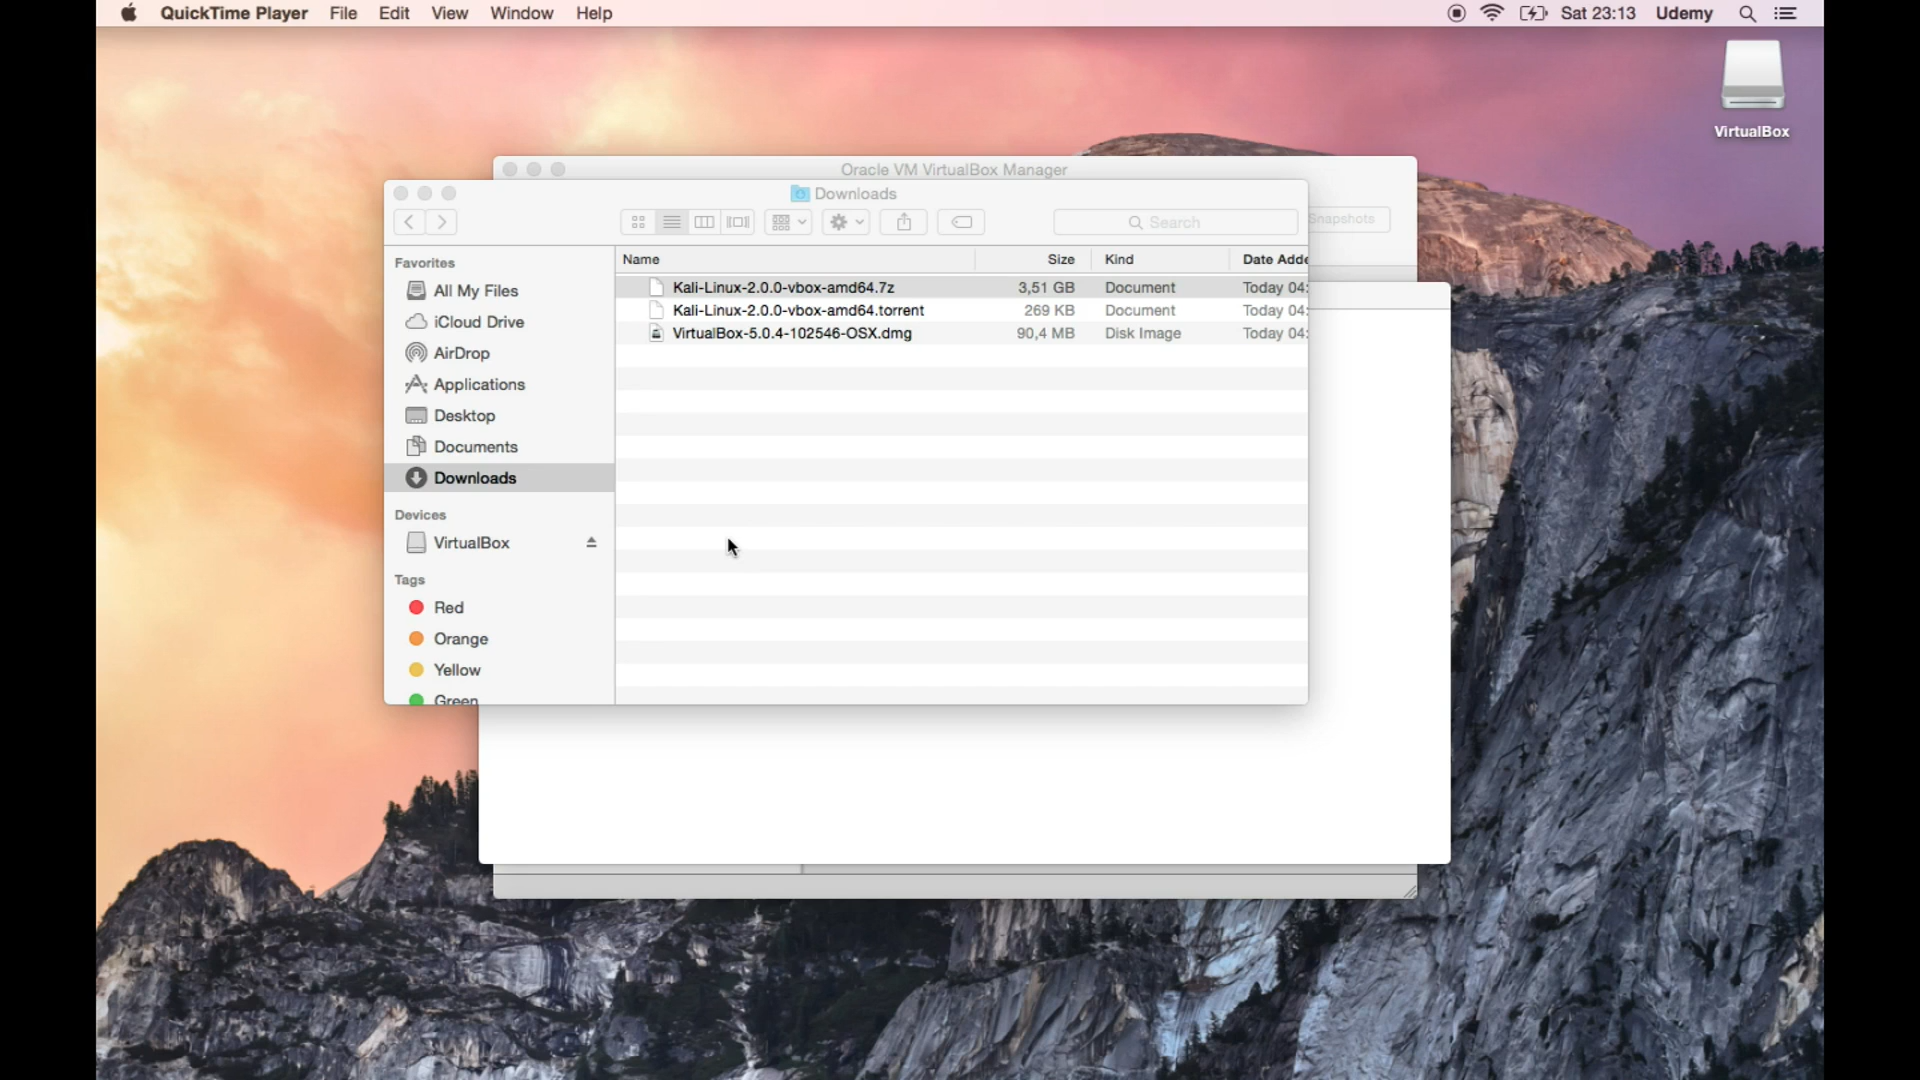 QuickTime Player File Edit View Window Help Sat 23:13 Udemy
VirtualBox
Oracle VM VirtualBox Manager
Downloads
Search
Snapshots
Favorites
All My Files
iCloud Drive
AirDrop
Applications
Desktop
Documents
Downloads
Devices
VirtualBox
Tags
Red
Orange
Yellow
Green
Name Size Kind Date Adde
Kali-Linux-2.0.0-vbox-amd64.7z 3,51 GB Document Today 04:
Kali-Linux-2.0.0-vbox-amd64.torrent 269 KB Document Today 04:
VirtualBox-5.0.4-102546-OSX.dmg 90,4 MB Disk Image Today 04: